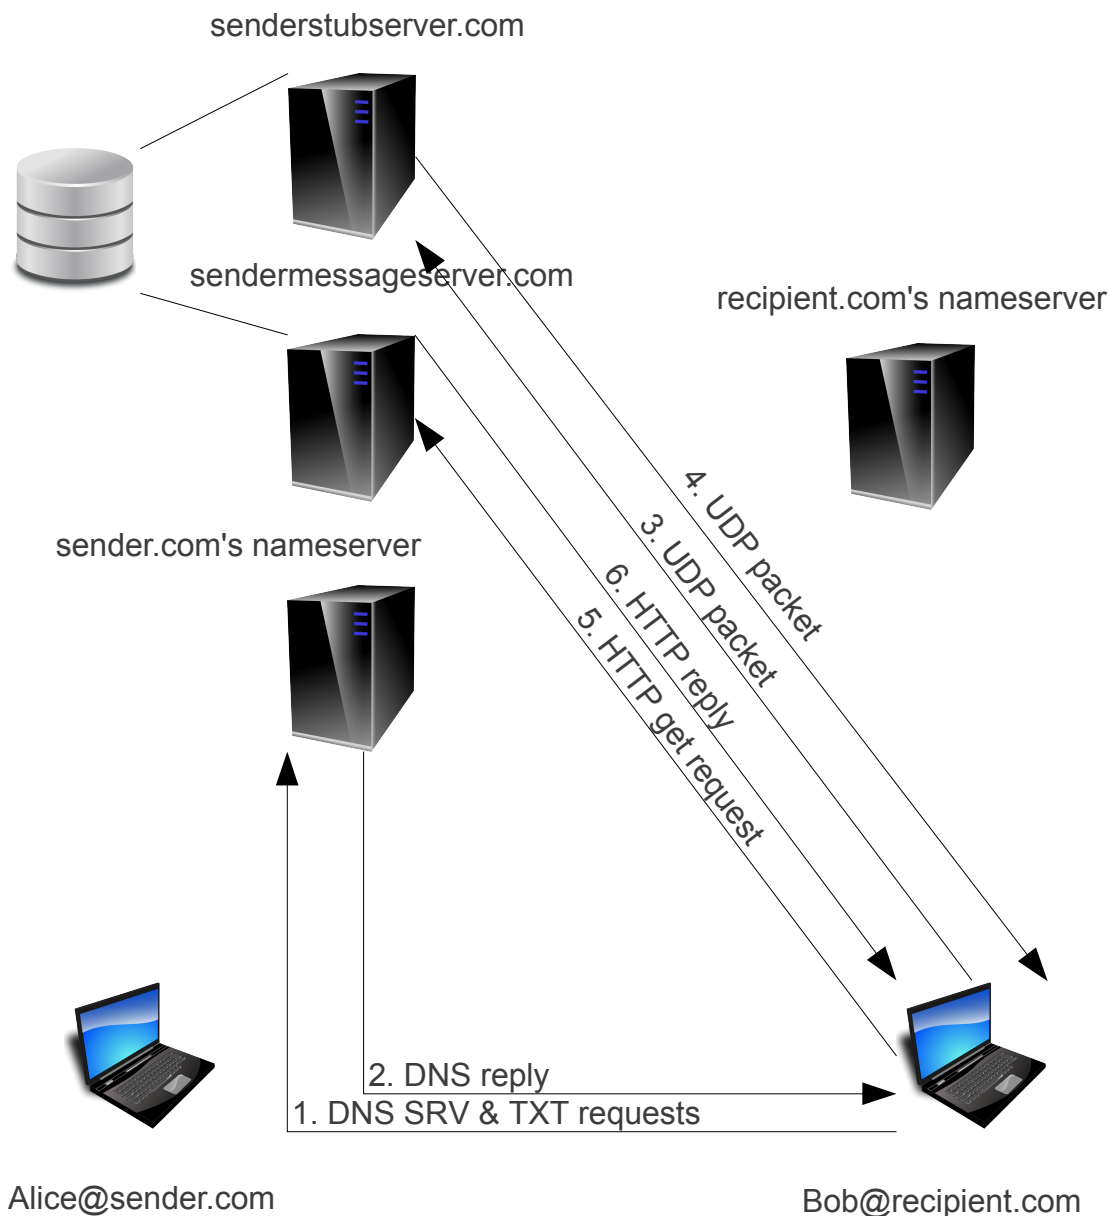 senderstubserver.com
sendermessageserver.com
recipient.com's nameserver
sender.com's nameserver
4. UDP packet
3. UDP packet
6. HTTP reply
5. HTTP get request
2. DNS reply
1. DNS SRV & TXT requests
Alice@sender.com
Bob@recipient.com